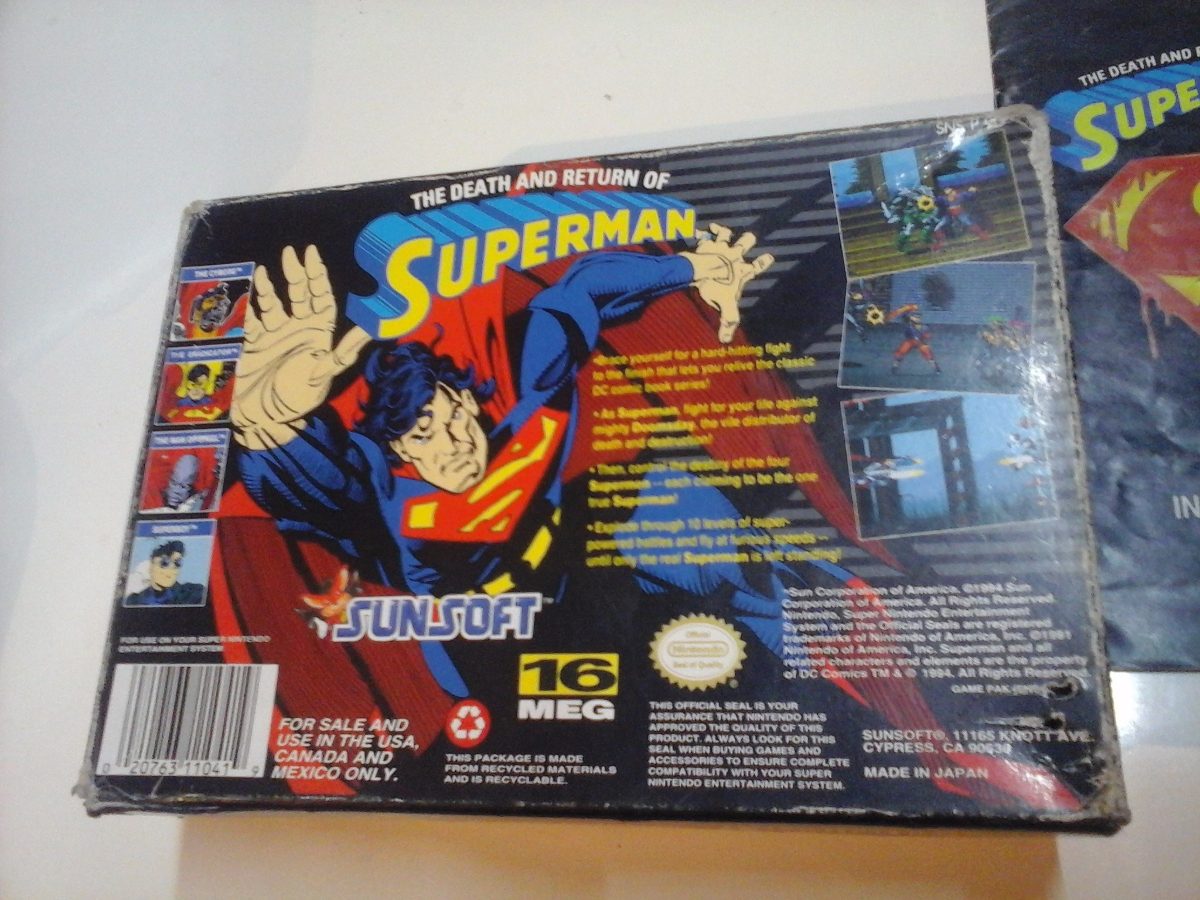 SNS-P
THE DEATH AND RETURN OF
SUPERMAN
THE CYBORG™
THE ERADICATOR™
THE MAN OF STEEL™
SUPERBOY™
•Brace yourself for a hard-hitting fight
to the finish that lets you relive the classic
DC comic book series!
• As Superman, fight for your life against
mighty Doomsday, the vile distributor of
death and destruction!
• Then, control the destiny of the four
Superman -- each claiming to be the one
true Superman!
• Explode through 10 levels of super-
powered battles and fly at furious speeds --
until only the real Superman is left standing!
SUNSOFT™
FOR USE ON YOUR SUPER NINTENDO
ENTERTAINMENT SYSTEM
0 20763 11041 9
FOR SALE AND
USE IN THE USA,
CANADA AND
MEXICO ONLY.
16
MEG
THIS PACKAGE IS MADE
FROM RECYCLED MATERIALS
AND IS RECYCLABLE.
Official
Nintendo
Seal of Quality
THIS OFFICIAL SEAL IS YOUR
ASSURANCE THAT NINTENDO HAS
APPROVED THE QUALITY OF THIS
PRODUCT. ALWAYS LOOK FOR THIS
SEAL WHEN BUYING GAMES AND
ACCESSORIES TO ENSURE COMPLETE
COMPATIBILITY WITH YOUR SUPER
NINTENDO ENTERTAINMENT SYSTEM.
Sun Corporation of America. ©1994 Sun
Corporation of America. All Rights Reserved.
Nintendo, Super Nintendo Entertainment
System and the Official Seals are registered
trademarks of Nintendo of America, Inc. ©1991
Nintendo of America, Inc. Superman and all
related characters and elements are the property
of DC Comics TM & © 1994. All Rights Reserved.
GAME PAK
SUNSOFT®, 11165 KNOTT AVE.
CYPRESS, CA 90630
MADE IN JAPAN
THE DEATH AND
SUPE
IN